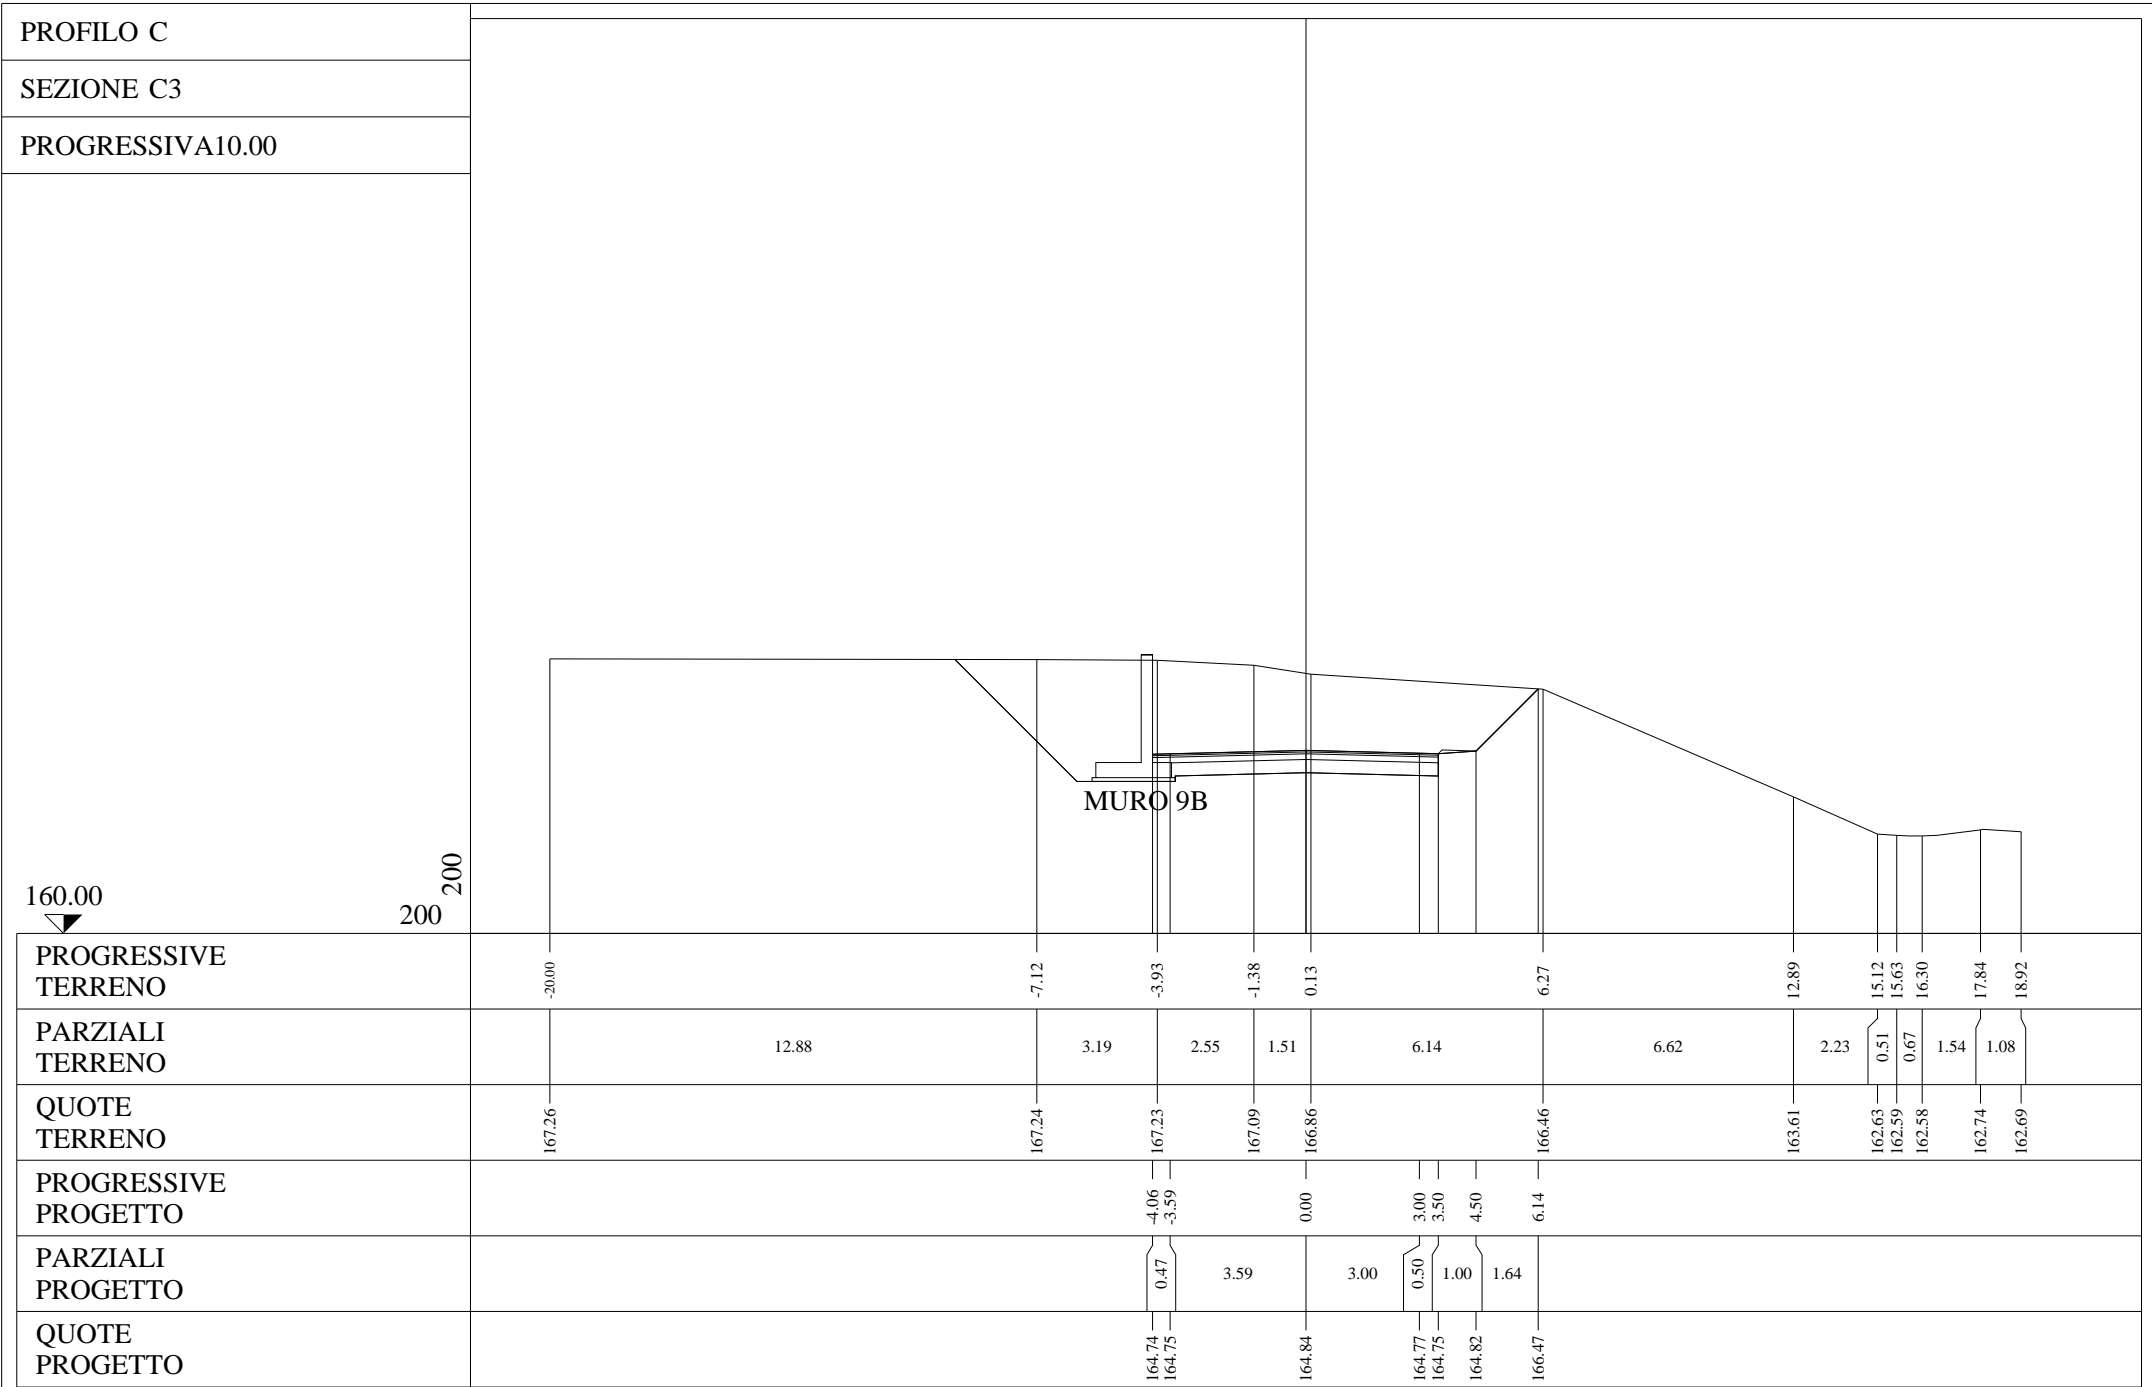 PROFILO C
SEZIONE C3
PROGRESSIVA10.00
MURO 9B
160.00
200
200
PROGRESSIVE
TERRENO
-20.00 -7.12 -3.93 -1.38 0.13 6.27 12.89 15.12 15.63 16.30 17.84 18.92
PARZIALI
TERRENO
12.88 3.19 2.55 1.51 6.14 6.62 2.23 0.51 0.67 1.54 1.08
QUOTE
TERRENO
167.26 167.24 167.23 167.09 166.86 166.46 163.61 162.63 162.59 162.58 162.74 162.69
PROGRESSIVE
PROGETTO
-4.06 -3.59 0.00 3.00 3.50 4.50 6.14
PARZIALI
PROGETTO
0.47 3.59 3.00 0.50 1.00 1.64
QUOTE
PROGETTO
164.74 164.75 164.84 164.77 164.75 164.82 166.47